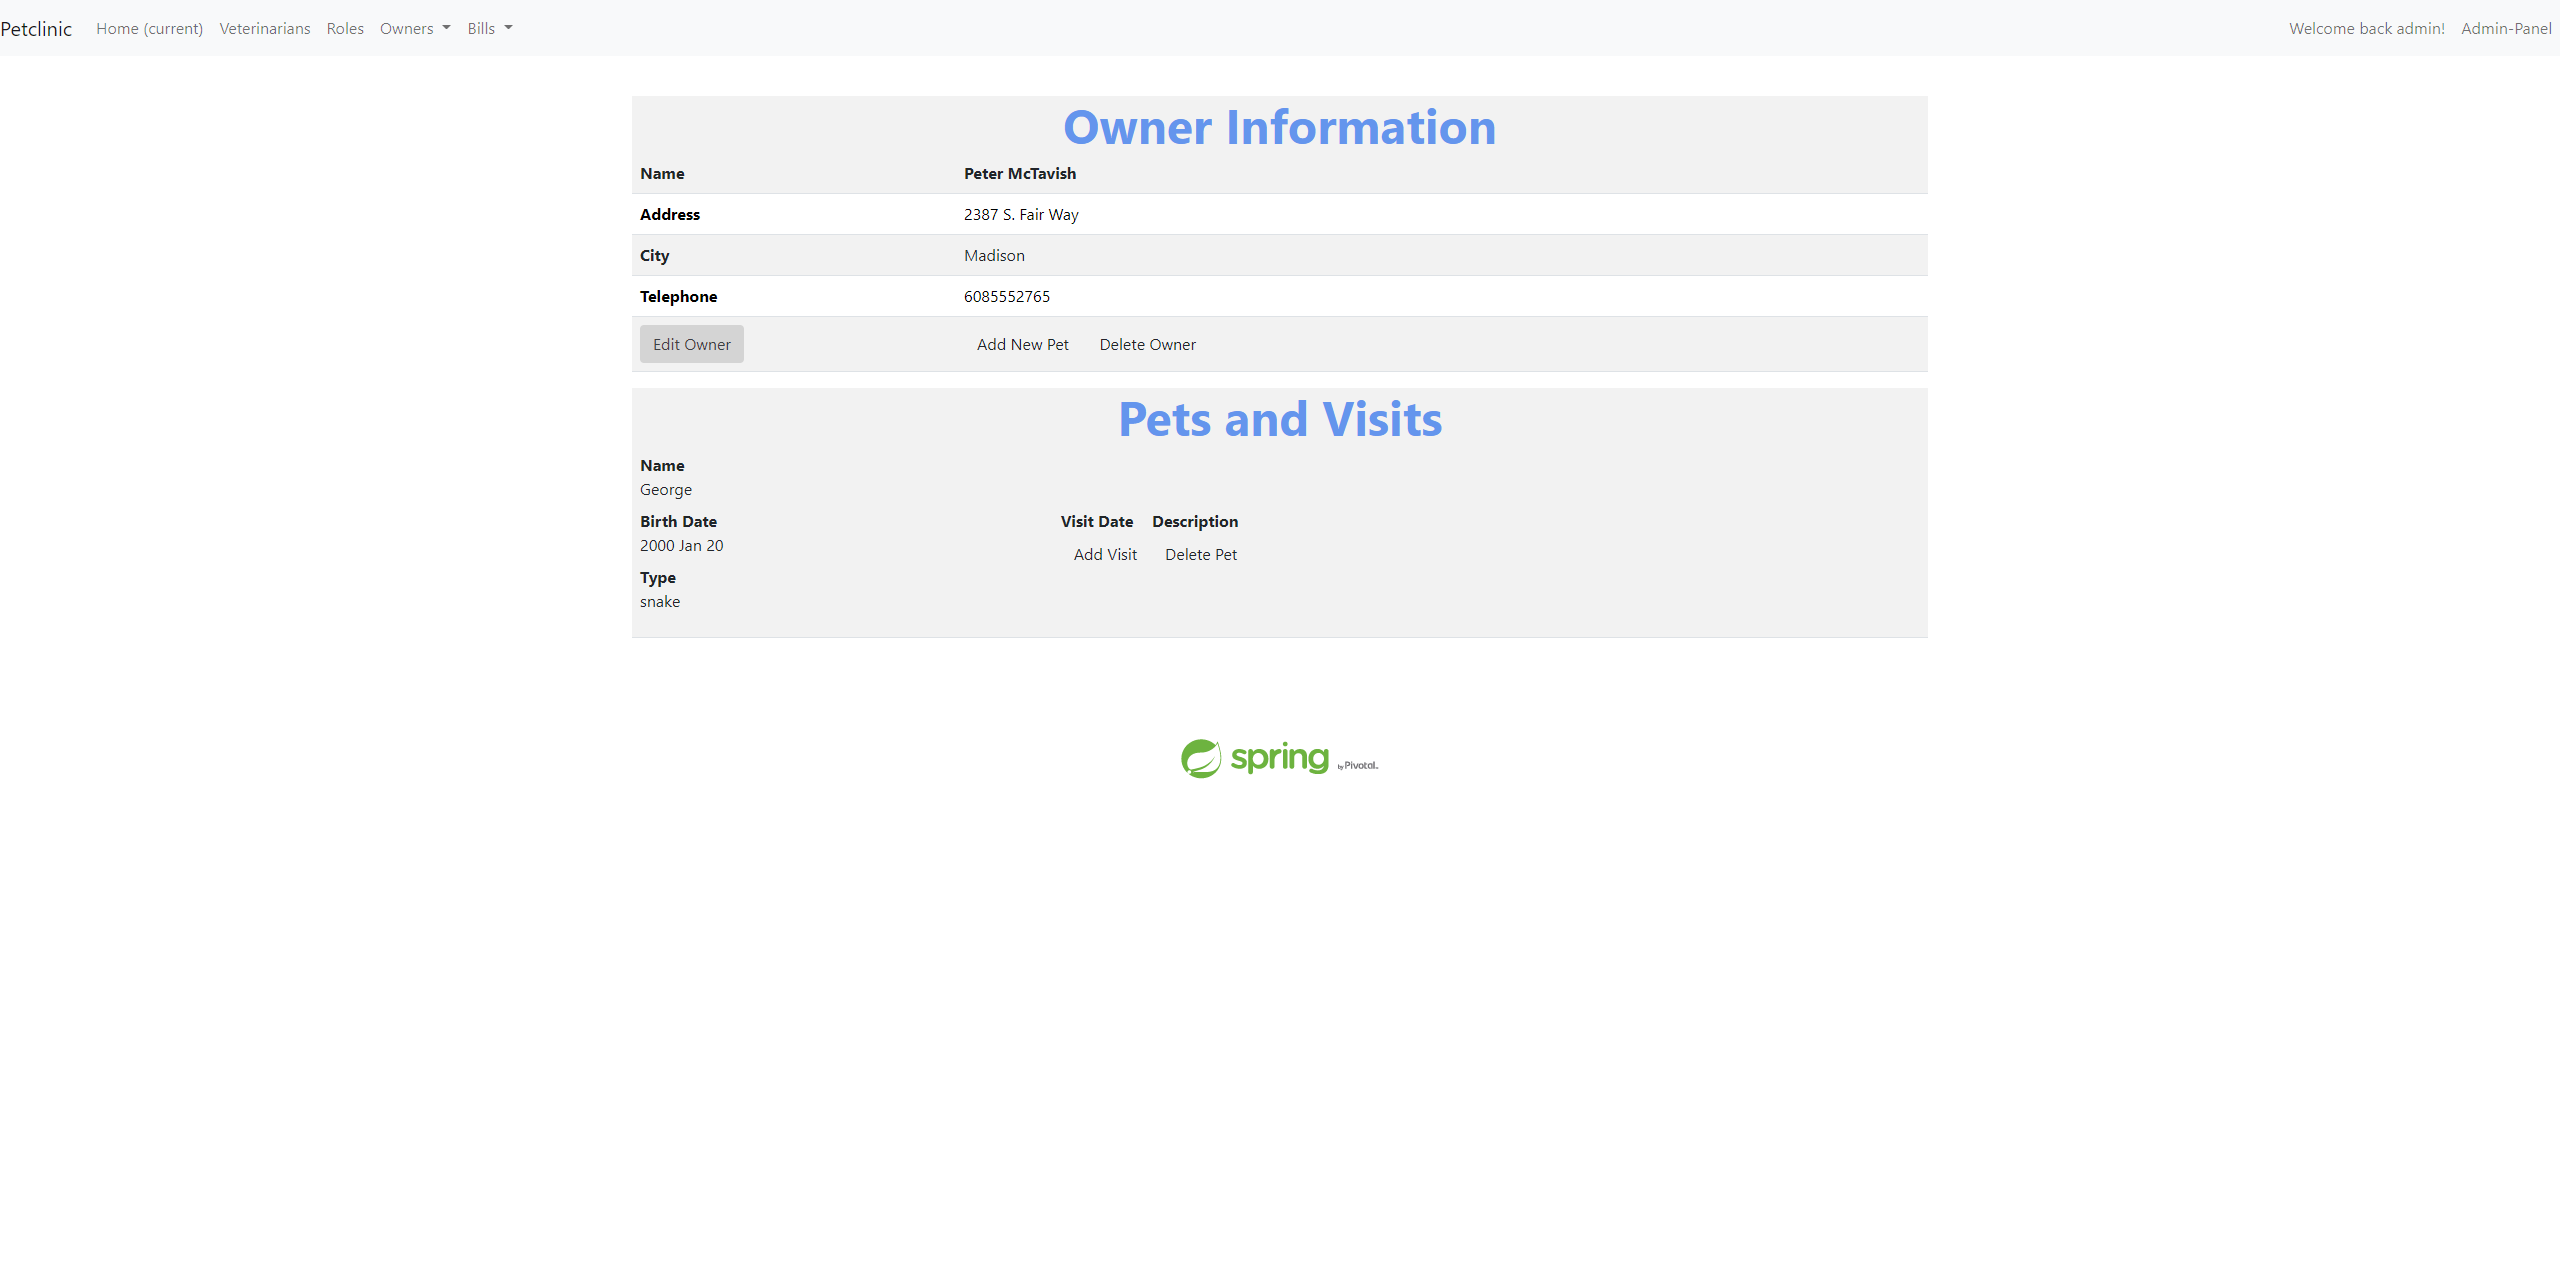 Petclinic Home (current) Veterinarians Roles Owners Bills Welcome back admin! Admin-Panel
Owner Information
Name Peter McTavish
Address 2387 S. Fair Way
City Madison
Telephone 6085552765
Edit Owner Add New Pet Delete Owner
Pets and Visits
Name
George
Birth Date Visit Date Description
2000 Jan 20
Add Visit Delete Pet
Type
snake
spring by Pivotal.